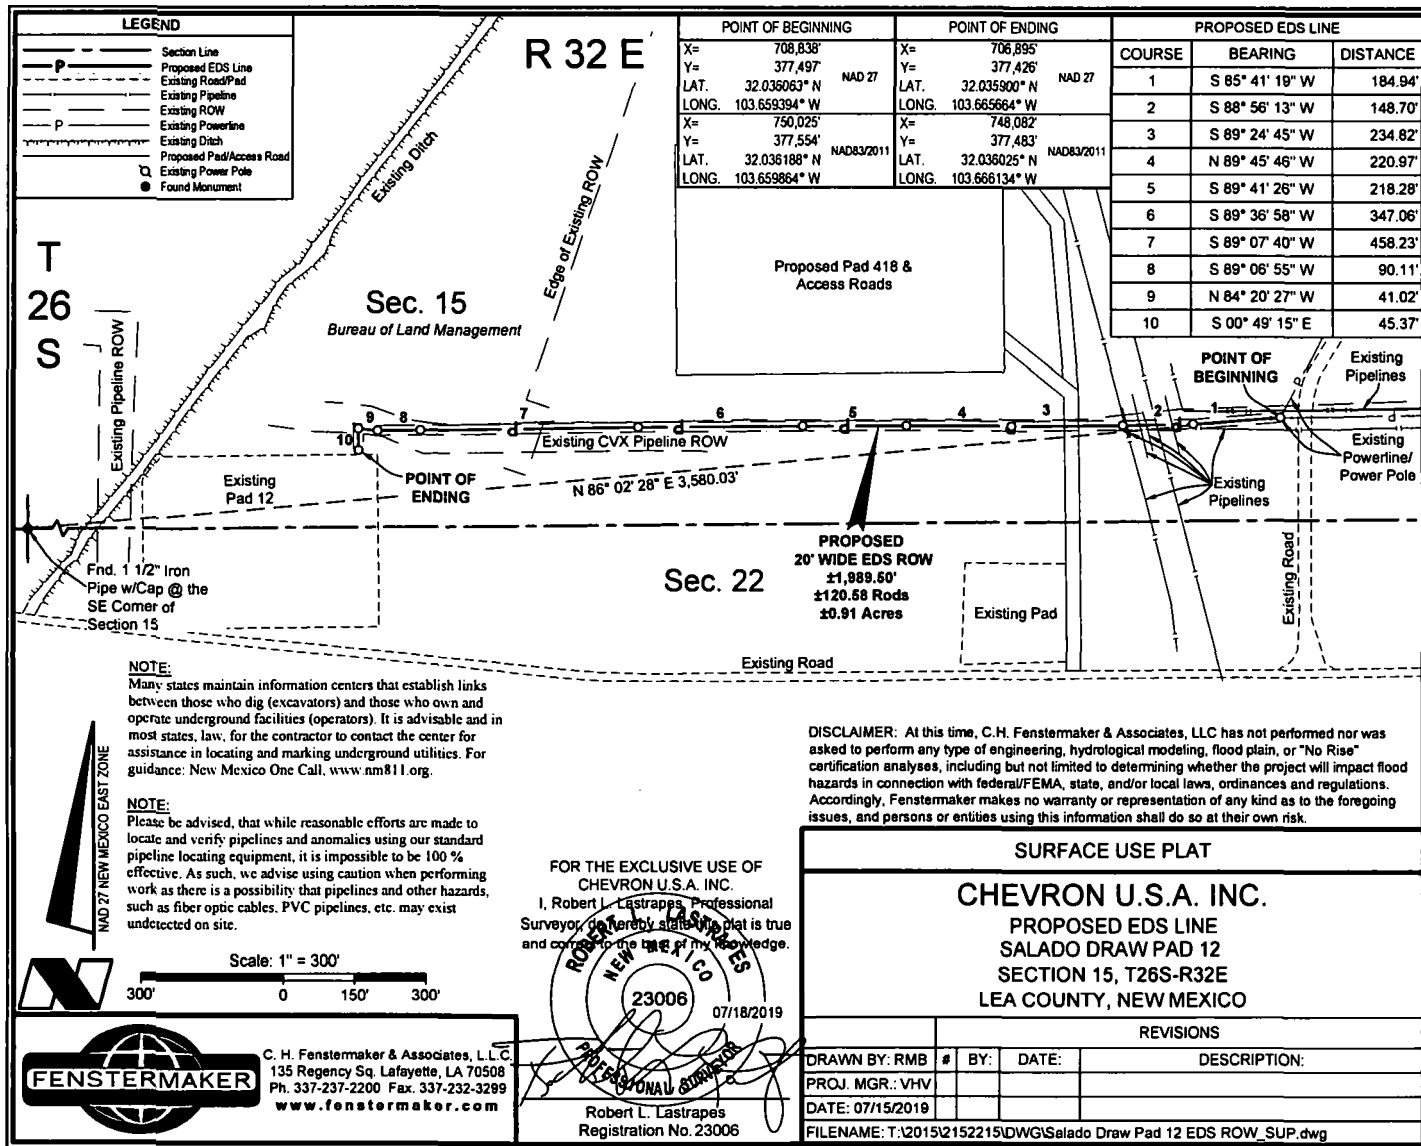 LEGEND
Section Line
P
Proposed EDS Line
Existing Road/Pad
Existing Pipeline
Existing ROW
P
Existing Powerline
Existing Ditch
Proposed Pad/Access Road
Existing Power Pole
Found Monument
R 32 E
POINT OF BEGINNING
X= 708,838'
Y= 377,497'
NAD 27
LAT. 32.036063° N
LONG. 103.659394° W
X= 750,025'
Y= 377,554'
NAD83/2011
LAT. 32.036188° N
LONG. 103.659864° W
POINT OF ENDING
X= 706,895'
Y= 377,426'
NAD 27
LAT. 32.035900° N
LONG. 103.665664° W
X= 748,082'
Y= 377,483'
NAD83/2011
LAT. 32.036025° N
LONG. 103.666134° W
PROPOSED EDS LINE
COURSE BEARING DISTANCE
1 S 85° 41' 19" W 184.94'
2 S 88° 56' 13" W 148.70'
3 S 89° 24' 45" W 234.82'
4 N 89° 45' 46" W 220.97'
5 S 89° 41' 26" W 218.28'
6 S 89° 36' 58" W 347.06'
7 S 89° 07' 40" W 458.23'
8 S 89° 06' 55" W 90.11'
9 N 84° 20' 27" W 41.02'
10 S 00° 49' 15" E 45.37'
T
26
S
Existing Ditch
Edge of Existing ROW
Sec. 15
Bureau of Land Management
Proposed Pad 418 &
Access Roads
Existing Pipeline ROW
POINT OF
BEGINNING
Existing
Pipelines
9 8 7 6 5 4 3 2 1
10
Existing CVX Pipeline ROW
Existing
Powerline/
Power Pole
Existing
Pad 12
POINT OF
ENDING
N 86° 02' 28" E 3,580.03'
Existing
Pipelines
PROPOSED
20' WIDE EDS ROW
±1,989.50'
±120.58 Rods
±0.91 Acres
Fnd. 1 1/2" Iron
Pipe w/Cap @ the
SE Corner of
Section 15
Sec. 22
Existing Pad
Existing Road
Existing Road
NOTE:
Many states maintain information centers that establish links
between those who dig (excavators) and those who own and
operate underground facilities (operators). It is advisable and in
most states, law, for the contractor to contact the center for
assistance in locating and marking underground utilities. For
guidance: New Mexico One Call, www.nm811.org.
NOTE:
Please be advised, that while reasonable efforts are made to
locate and verify pipelines and anomalies using our standard
pipeline locating equipment, it is impossible to be 100 %
effective. As such, we advise using caution when performing
work as there is a possibility that pipelines and other hazards,
such as fiber optic cables, PVC pipelines, etc. may exist
undetected on site.
NAD 27 NEW MEXICO EAST ZONE
Scale: 1" = 300'
300' 0 150' 300'
DISCLAIMER: At this time, C.H. Fenstermaker & Associates, LLC has not performed nor was
asked to perform any type of engineering, hydrological modeling, flood plain, or "No Rise"
certification analyses, including but not limited to determining whether the project will impact flood
hazards in connection with federal/FEMA, state, and/or local laws, ordinances and regulations.
Accordingly, Fenstermaker makes no warranty or representation of any kind as to the foregoing
issues, and persons or entities using this information shall do so at their own risk.
FOR THE EXCLUSIVE USE OF
CHEVRON U.S.A. INC.
I, Robert L. Lastrapes, Professional
Surveyor, do hereby state this plat is true
and correct to the best of my knowledge.
ROBERT L. LASTRAPES
NEW MEXICO
23006
PROFESSIONAL SURVEYOR
07/18/2019
Robert L. Lastrapes
Registration No. 23006
FENSTERMAKER
C. H. Fenstermaker & Associates, L.L.C.
135 Regency Sq. Lafayette, LA 70508
Ph. 337-237-2200 Fax. 337-232-3299
www.fenstermaker.com
SURFACE USE PLAT
CHEVRON U.S.A. INC.
PROPOSED EDS LINE
SALADO DRAW PAD 12
SECTION 15, T26S-R32E
LEA COUNTY, NEW MEXICO
REVISIONS
DRAWN BY: RMB # BY: DATE: DESCRIPTION:
PROJ. MGR.: VHV
DATE: 07/15/2019
FILENAME: T:\2015\2152215\DWG\Salado Draw Pad 12 EDS ROW_SUP.dwg